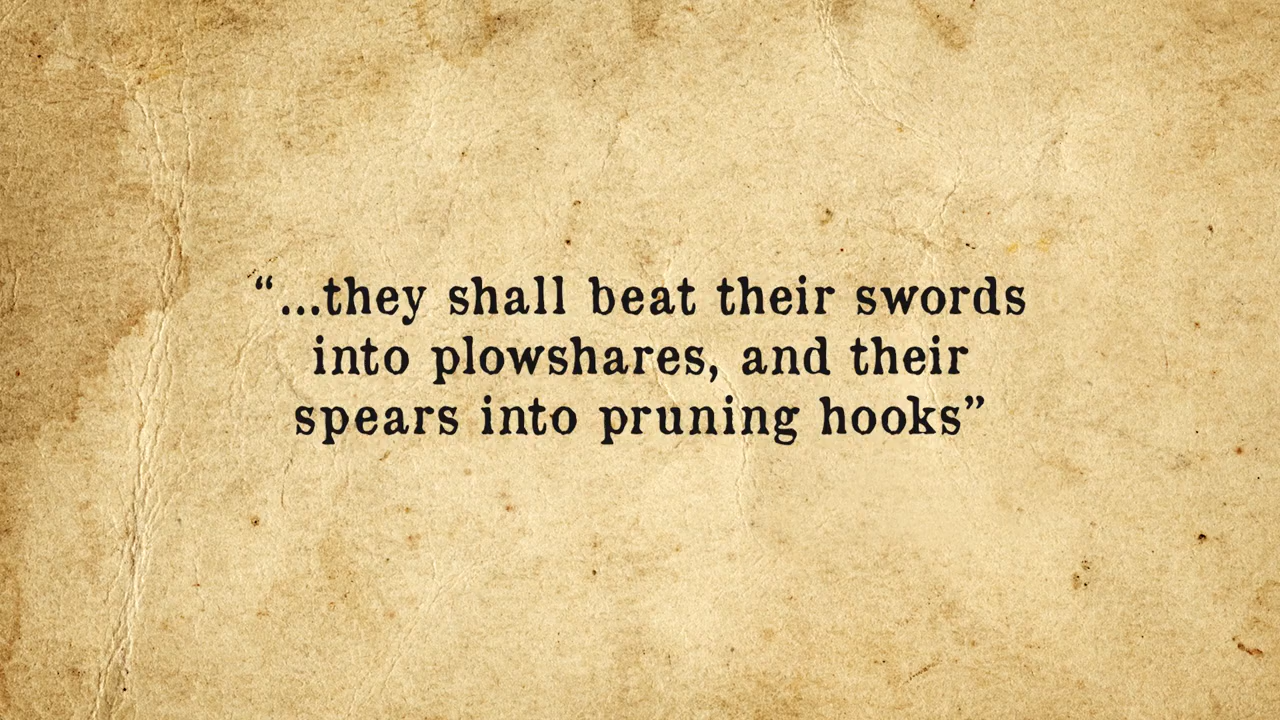 “...they shall beat their swords
into plowshares, and their
spears into pruning hooks”